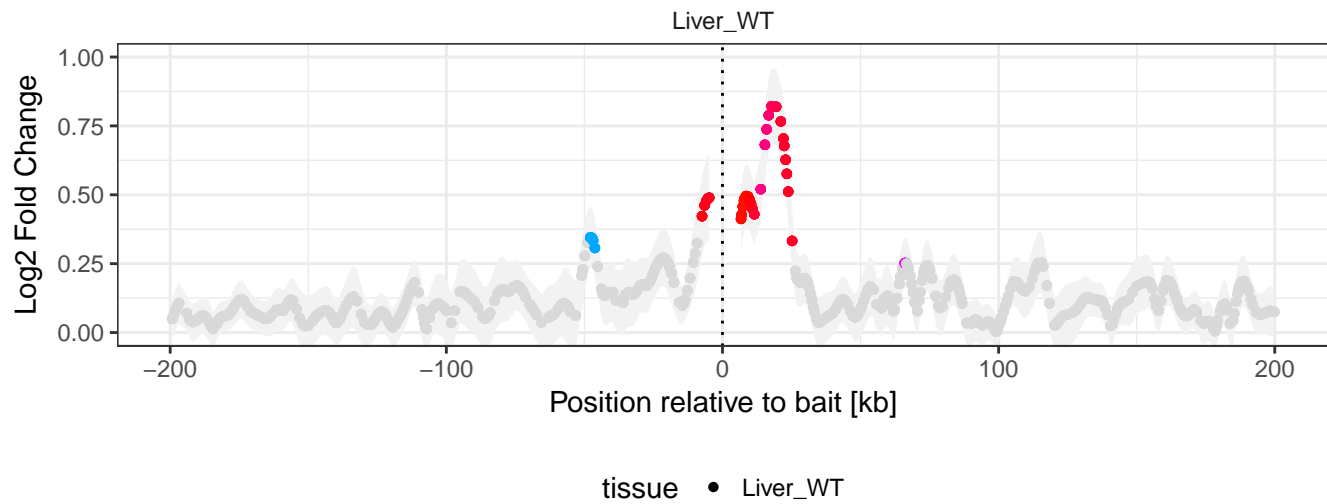 Liver_WT
1.00
0.75
0.50
0.25
0.00
Log2 Fold Change
−200
−100
0
100
200
Position relative to bait [kb]
tissue
Liver_WT